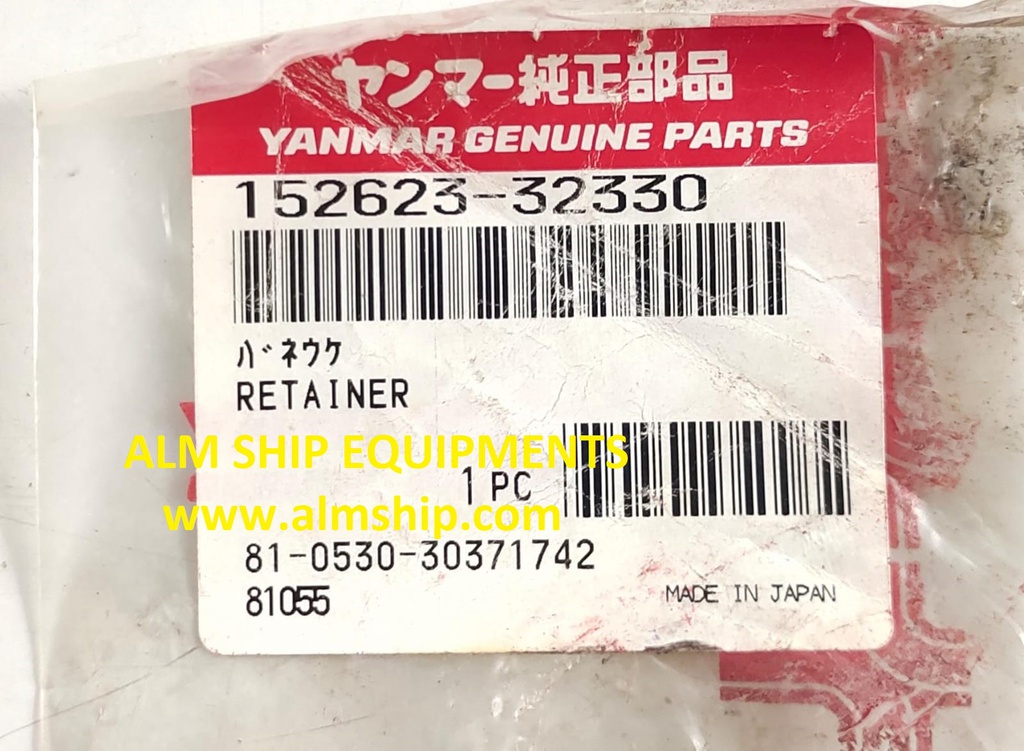 ヤンマー純正部品
YANMAR GENUINE PARTS
152623-32330
ﾊﾞﾈｳｹ
RETAINER
ALM SHIP EQUIPMENTS
1 PC
www.almship.com
81-0530-30371742
81055
MADE IN JAPAN